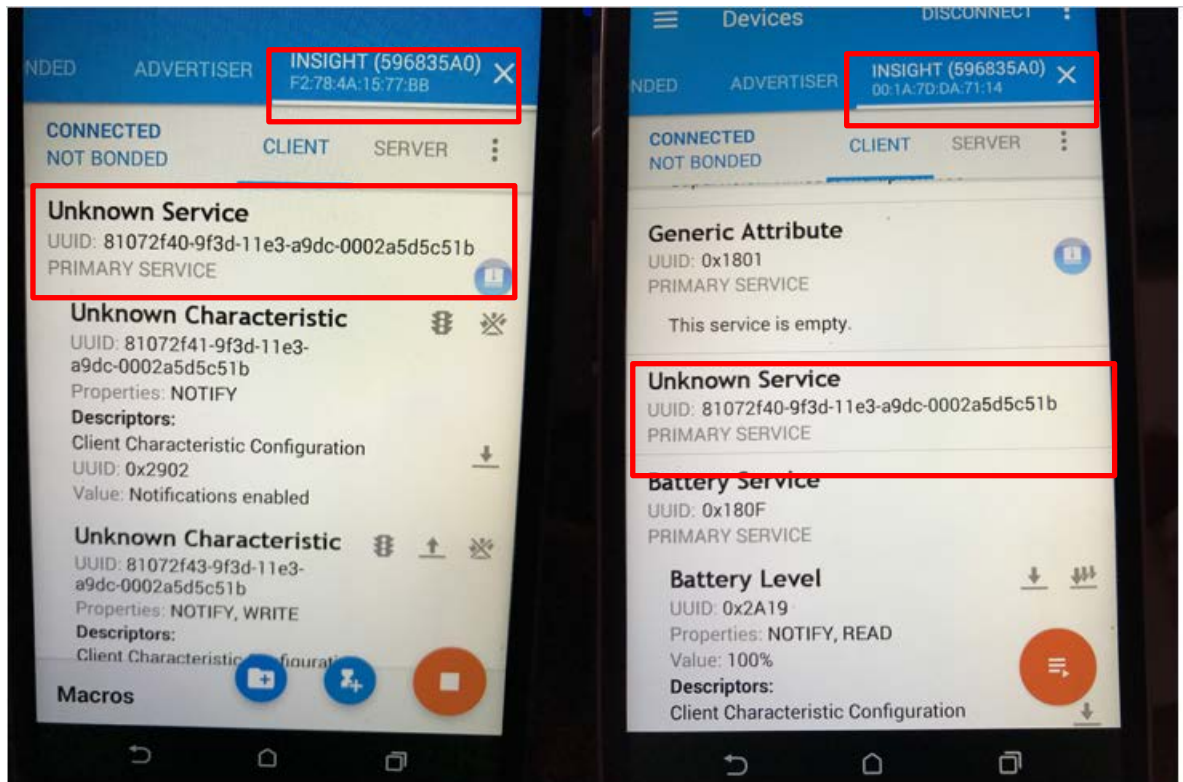 NDED
ADVERTISER
INSIGHT (596835A0)
F2:78:4A:15:77:BB
CONNECTED
NOT BONDED
CLIENT
SERVER
Unknown Service
UUID: 81072f40-9f3d-11e3-a9dc-0002a5d5c51b
PRIMARY SERVICE
Unknown Characteristic
UUID: 81072f41-9f3d-11e3-
a9dc-0002a5d5c51b
Properties: NOTIFY
Descriptors:
Client Characteristic Configuration
UUID: 0x2902
Value: Notifications enabled
Unknown Characteristic
UUID: 81072f43-9f3d-11e3-
a9dc-0002a5d5c51b
Properties: NOTIFY, WRITE
Descriptors:
Client Characteristic
Macros
Devices
DISCONNECT
NDED
ADVERTISER
INSIGHT (596835A0)
00:1A:7D:DA:71:14
CONNECTED
NOT BONDED
CLIENT
SERVER
Generic Attribute
UUID: 0x1801
PRIMARY SERVICE
This service is empty.
Unknown Service
UUID: 81072f40-9f3d-11e3-a9dc-0002a5d5c51b
PRIMARY SERVICE
Battery Service
UUID: 0x180F
PRIMARY SERVICE
Battery Level
UUID: 0x2A19
Properties: NOTIFY, READ
Value: 100%
Descriptors:
Client Characteristic Configuration